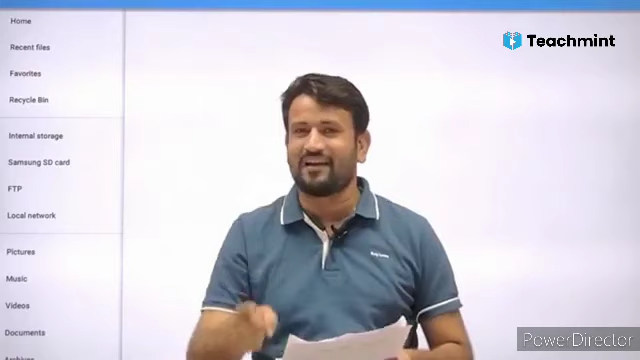 Home
Recent files
Favorites
Recycle Bin
Internal storage
Samsung SD card
FTP
Local network
Pictures
Music
Videos
Documents
Archives
Teachmint
PowerDirector